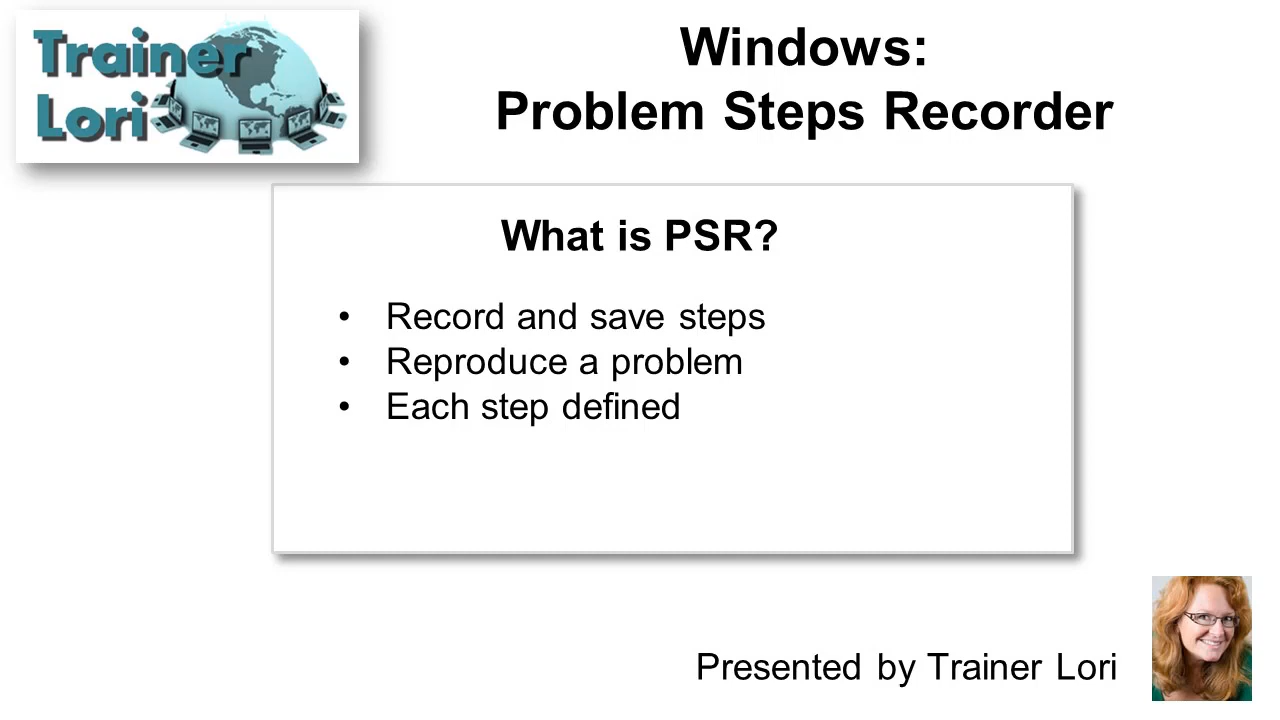 Trainer
Lori
Windows:
Problem Steps Recorder
What is PSR?
• Record and save steps
• Reproduce a problem
• Each step defined
Presented by Trainer Lori